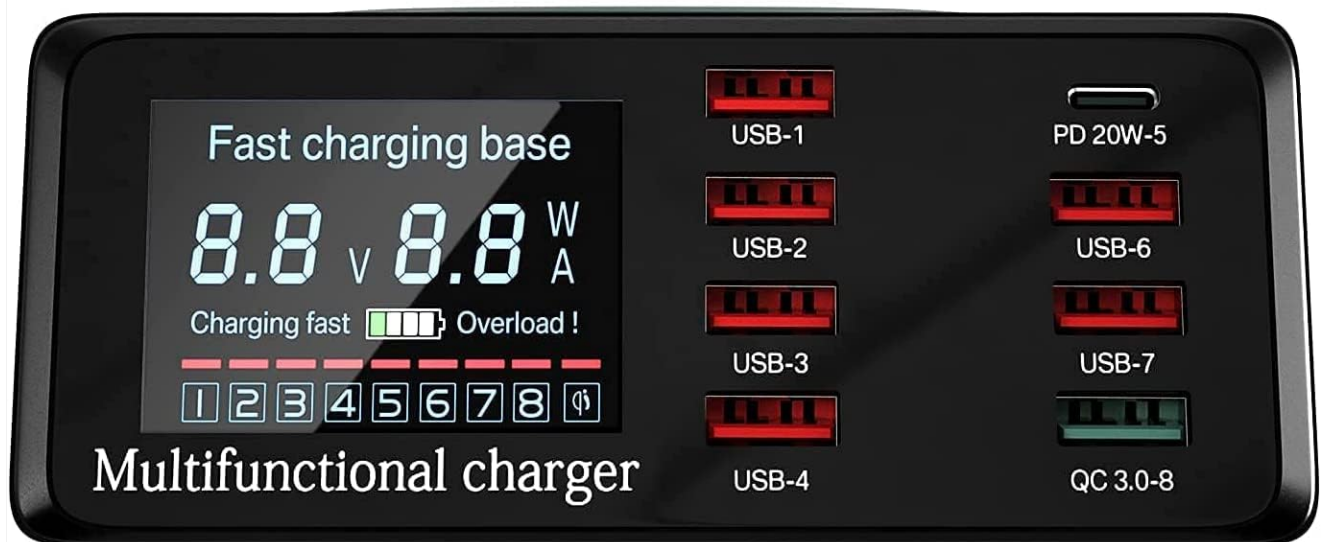 Fast charging base
8.8 V 8.8 W A
Charging fast Overload !
1 2 3 4 5 6 7 8 qi
Multifunctional charger
USB-1
USB-2
USB-3
USB-4
PD 20W-5
USB-6
USB-7
QC 3.0-8